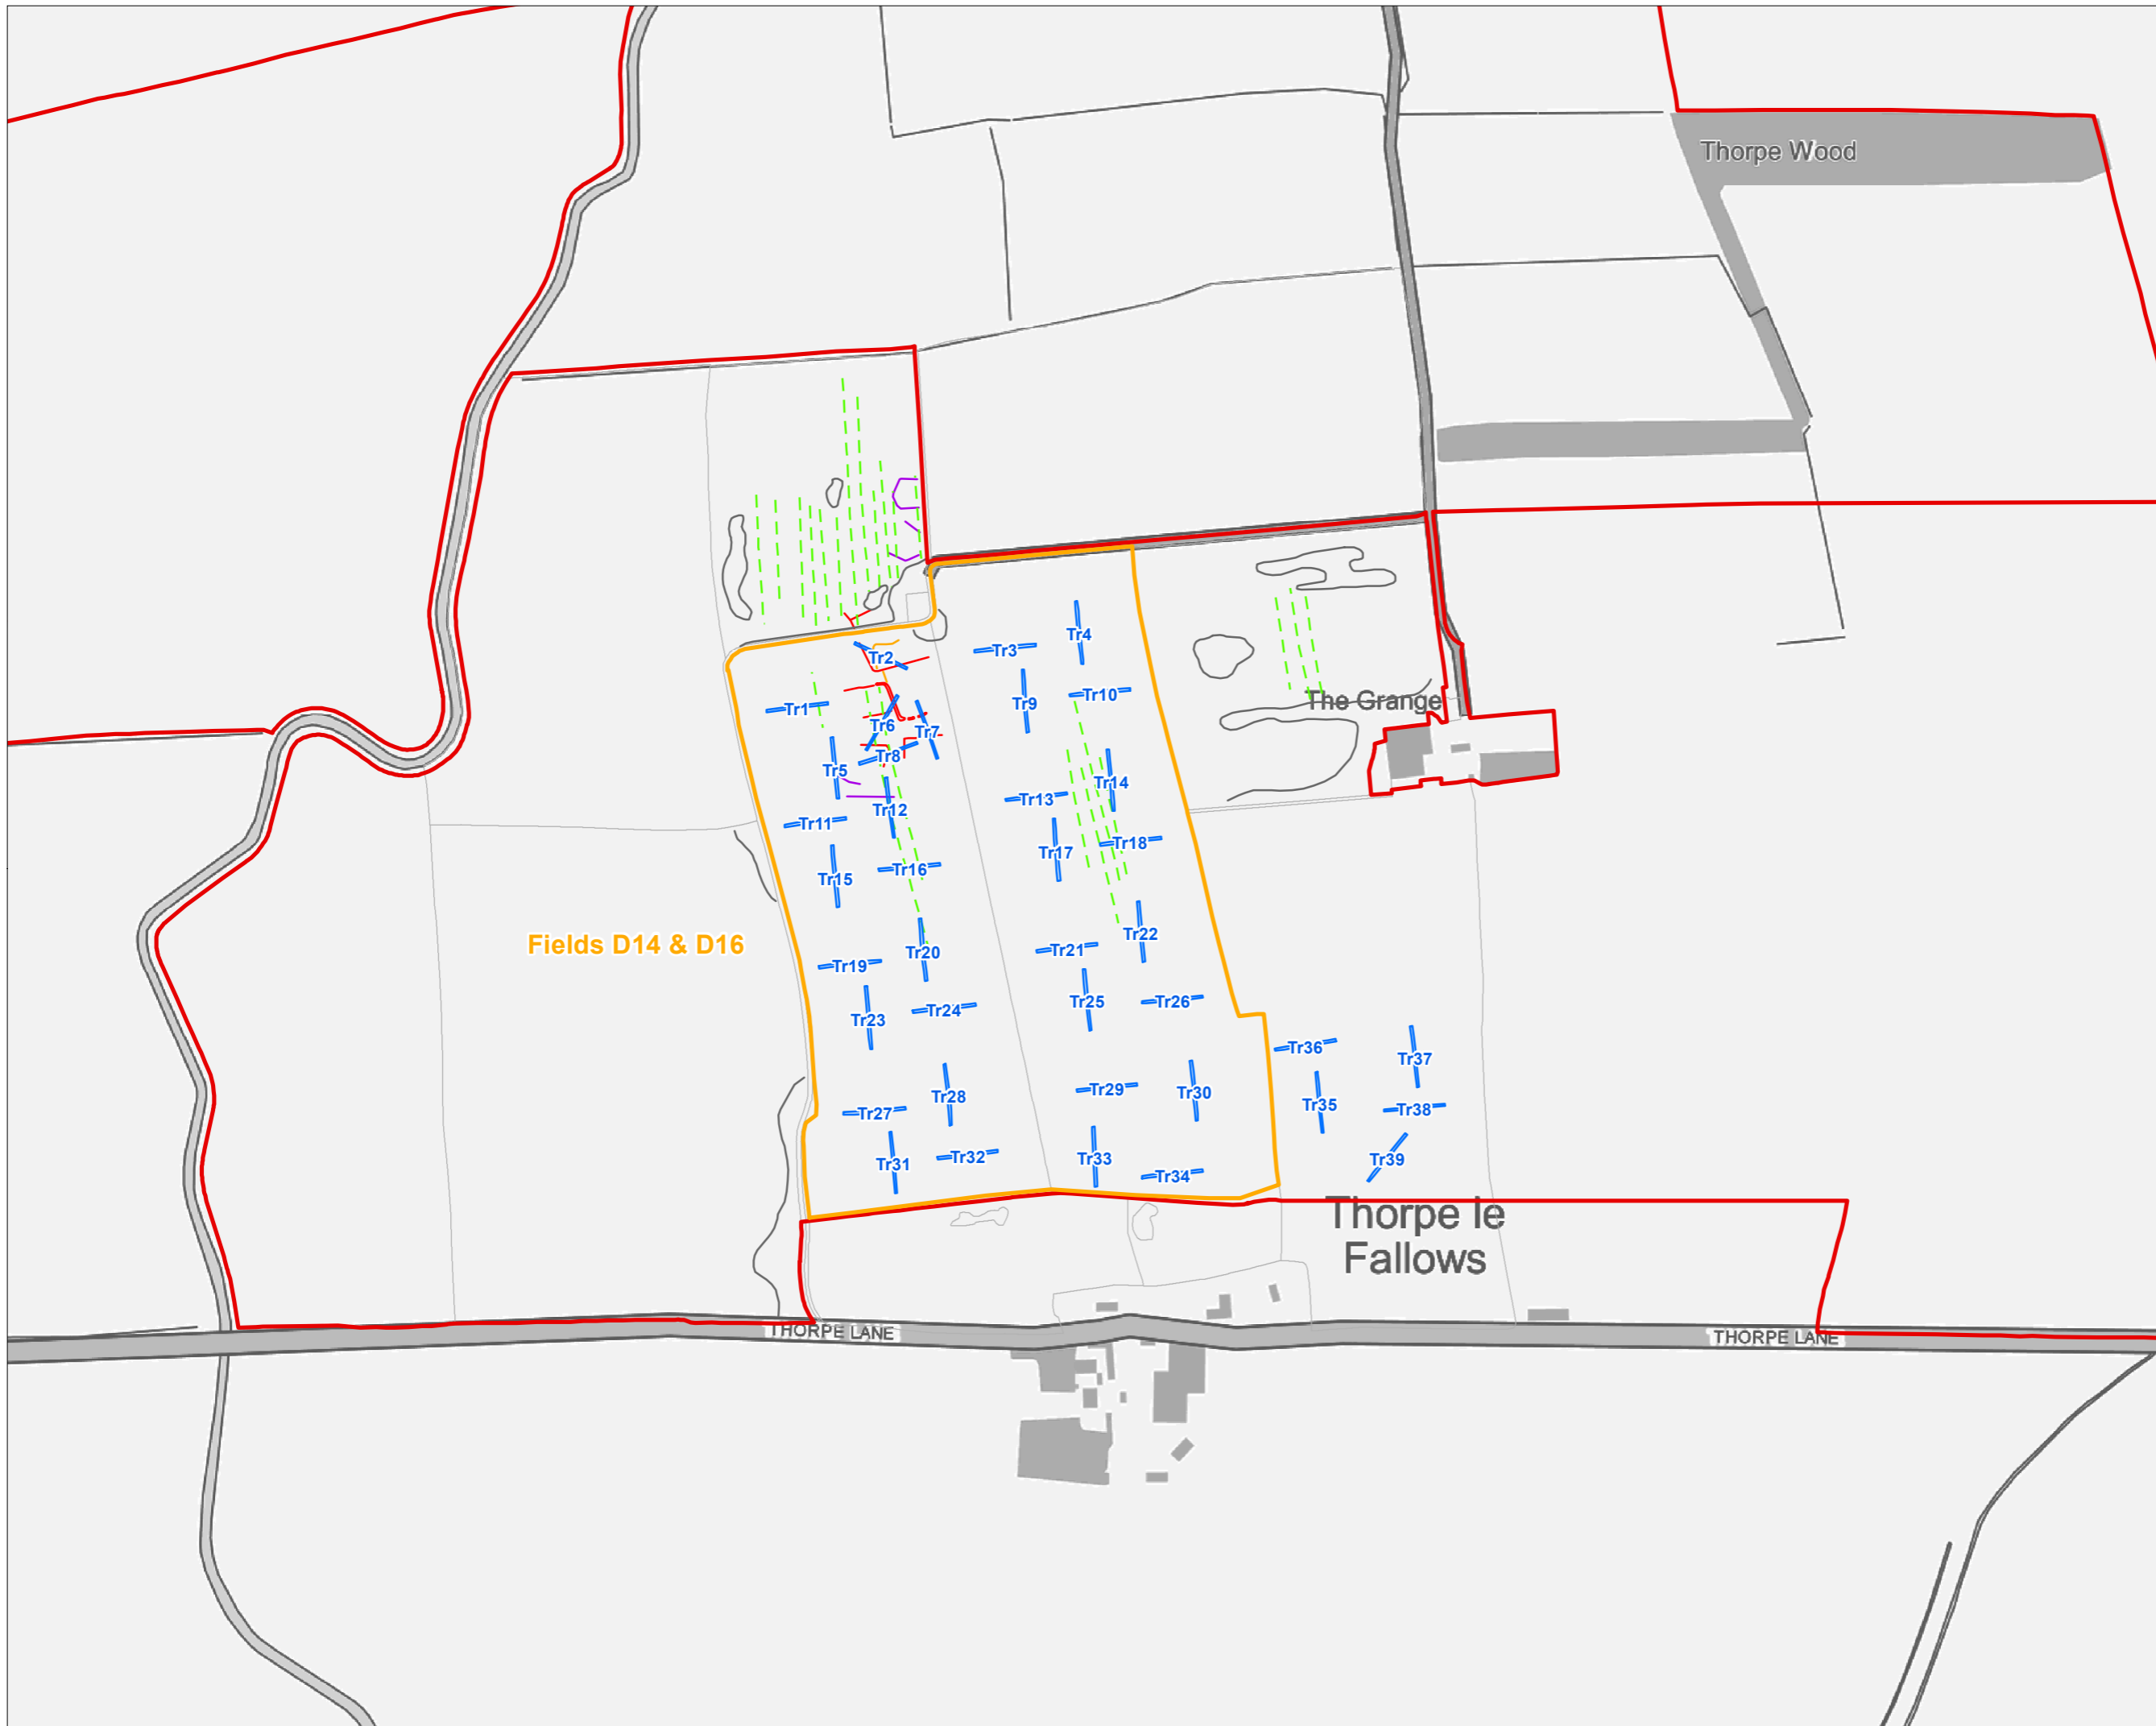 Thorpe Wood
Tr4
Tr3
Tr2
Tr10
The Grange
Tr9
Tr1
Tr6
Tr7
Tr8
Tr5
Tr14
Tr13
Tr12
Tr11
Tr18
Tr17
Tr16
Tr15
Tr22
Fields D14 & D16
Tr21
Tr20
Tr19
Tr25
Tr26
Tr24
Tr23
Tr36
Tr37
Tr29
Tr30
Tr28
Tr35
Tr38
Tr27
Tr32
Tr33
Tr39
Tr31
Tr34
Thorpe le
Fallows
THORPE LANE
THORPE LANE